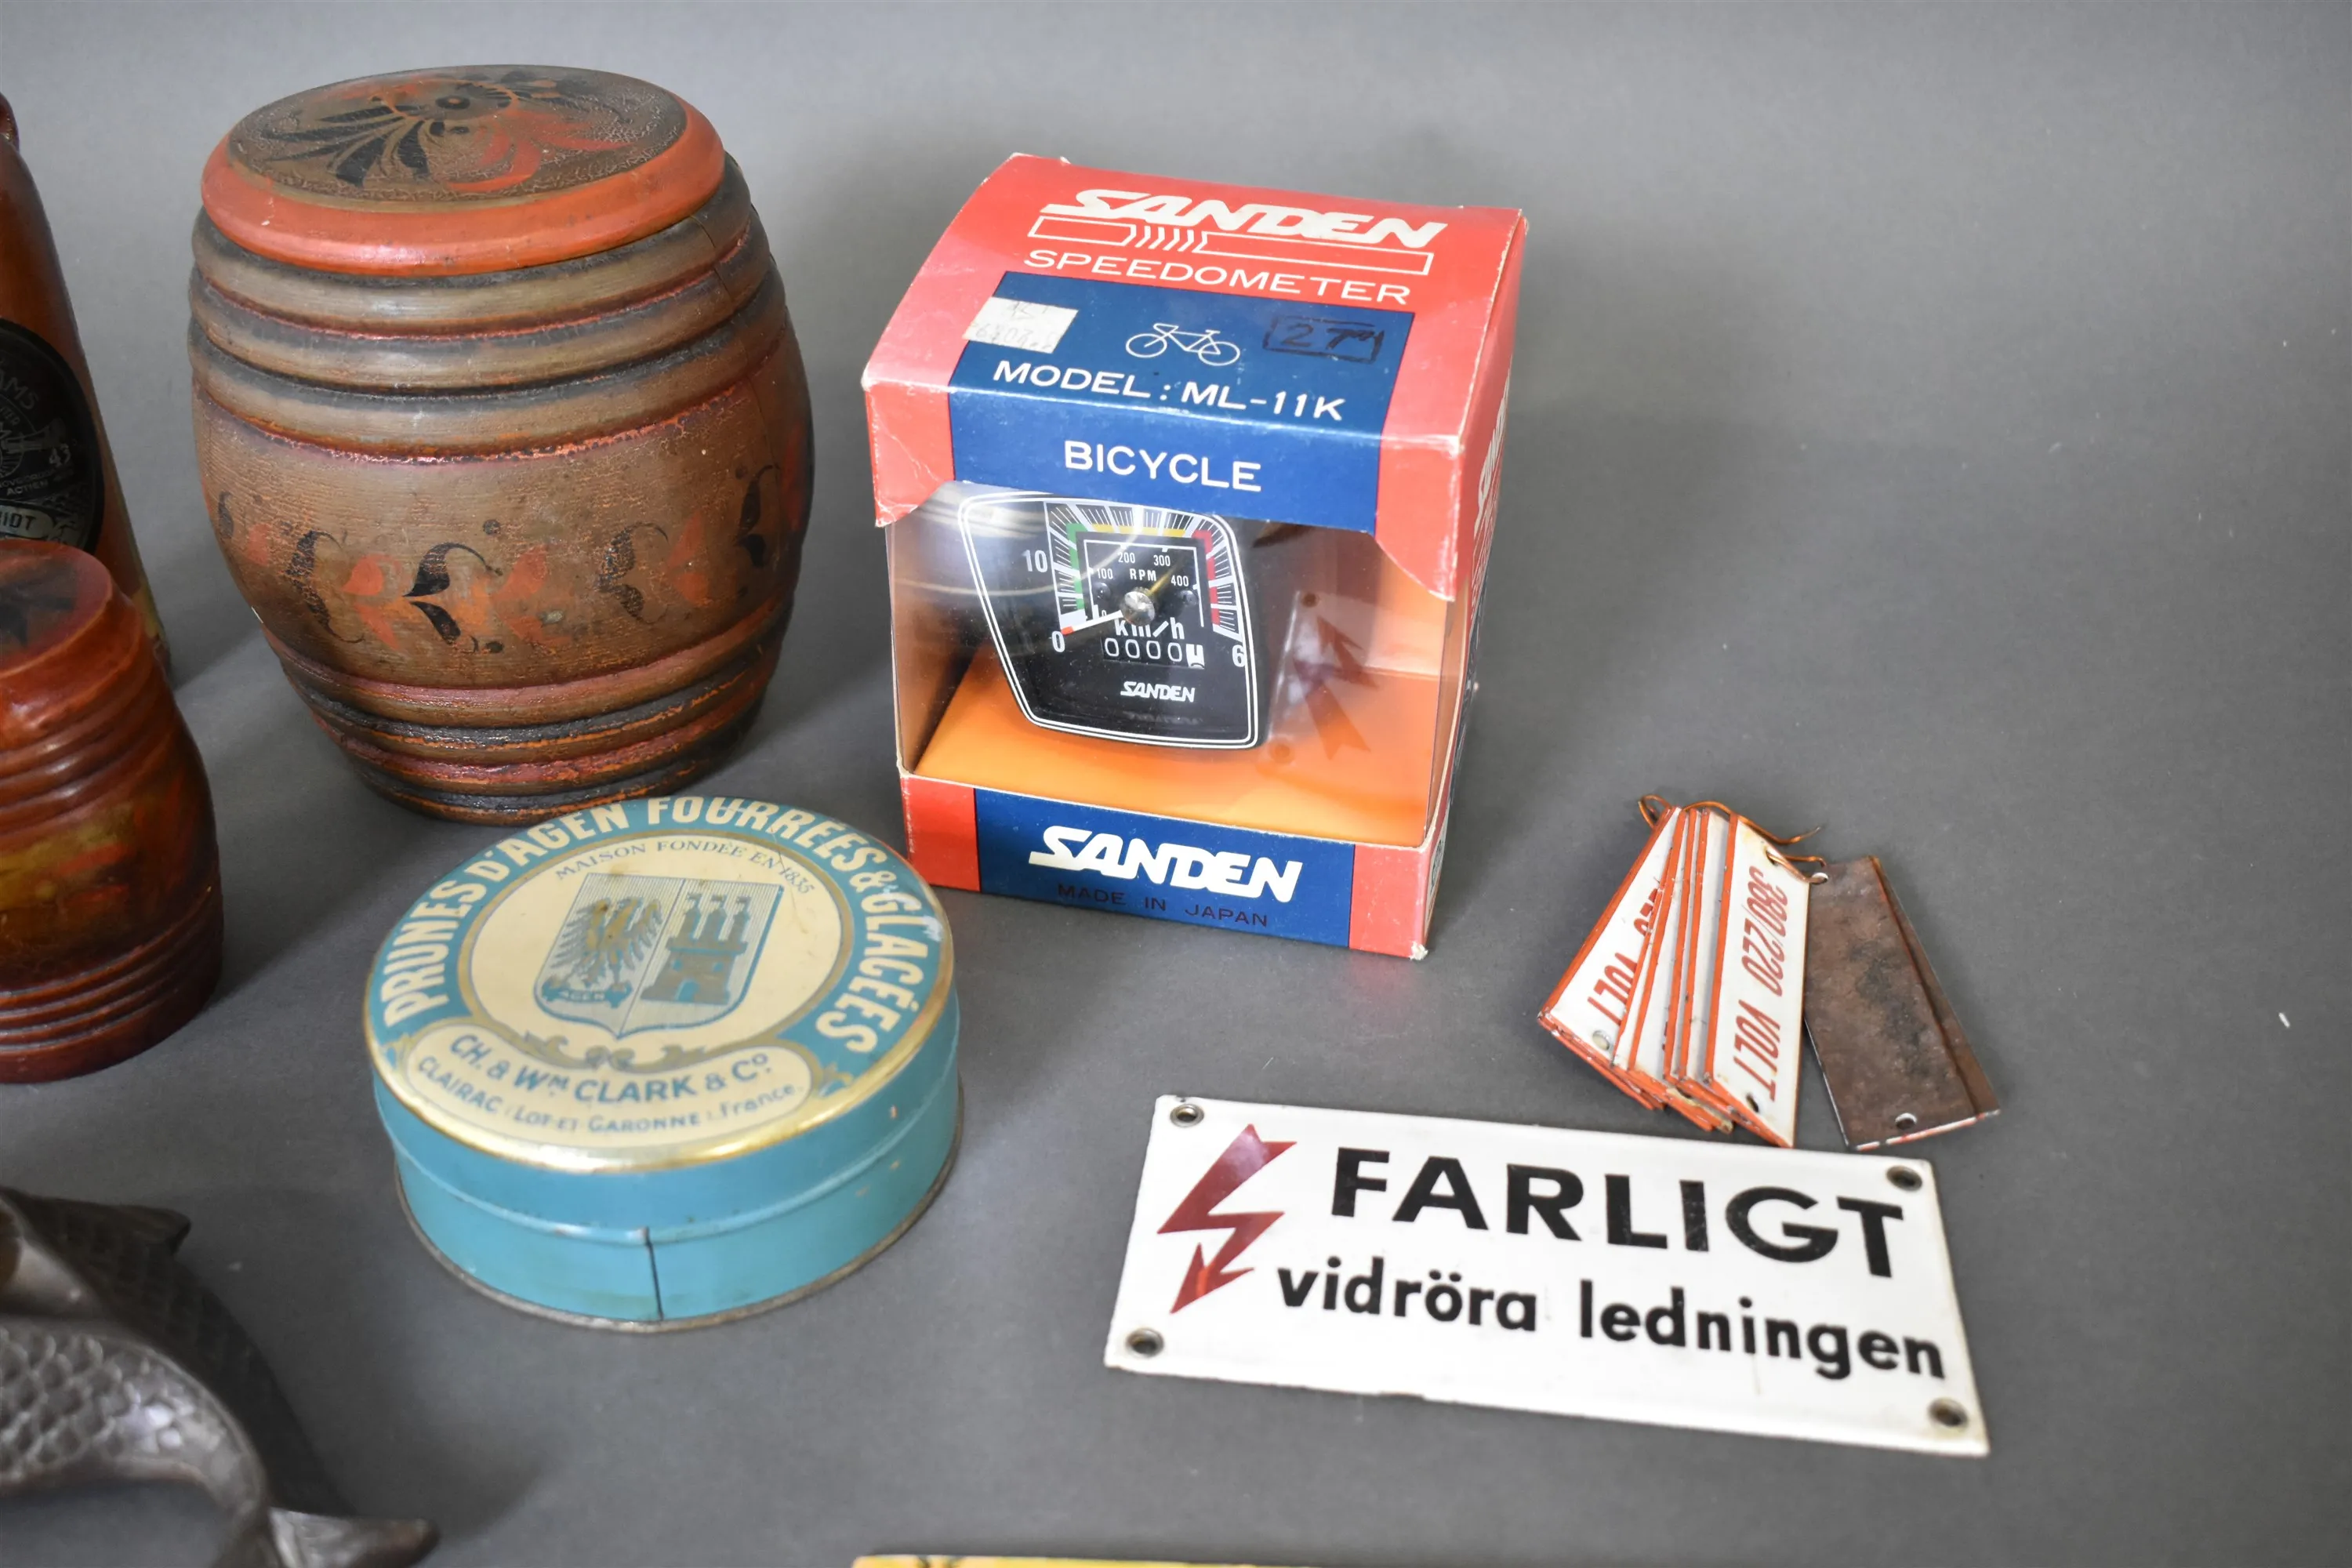 SANDEN
SPEEDOMETER
MODEL : ML-11K
BICYCLE
10
200 300
100 RPM 400
0
km/h
0000
0 6
SANDEN
SANDEN
MADE IN JAPAN
43
PRUNES D'AGEN FOURRÉES & GLACÉES
MAISON FONDÉE EN 1835
AGEN
CH. & WM CLARK & CO.
CLAIRAC (LOT-ET GARONNE) France
VOLT
380/220 VOLT
FARLIGT
vidröra ledningen